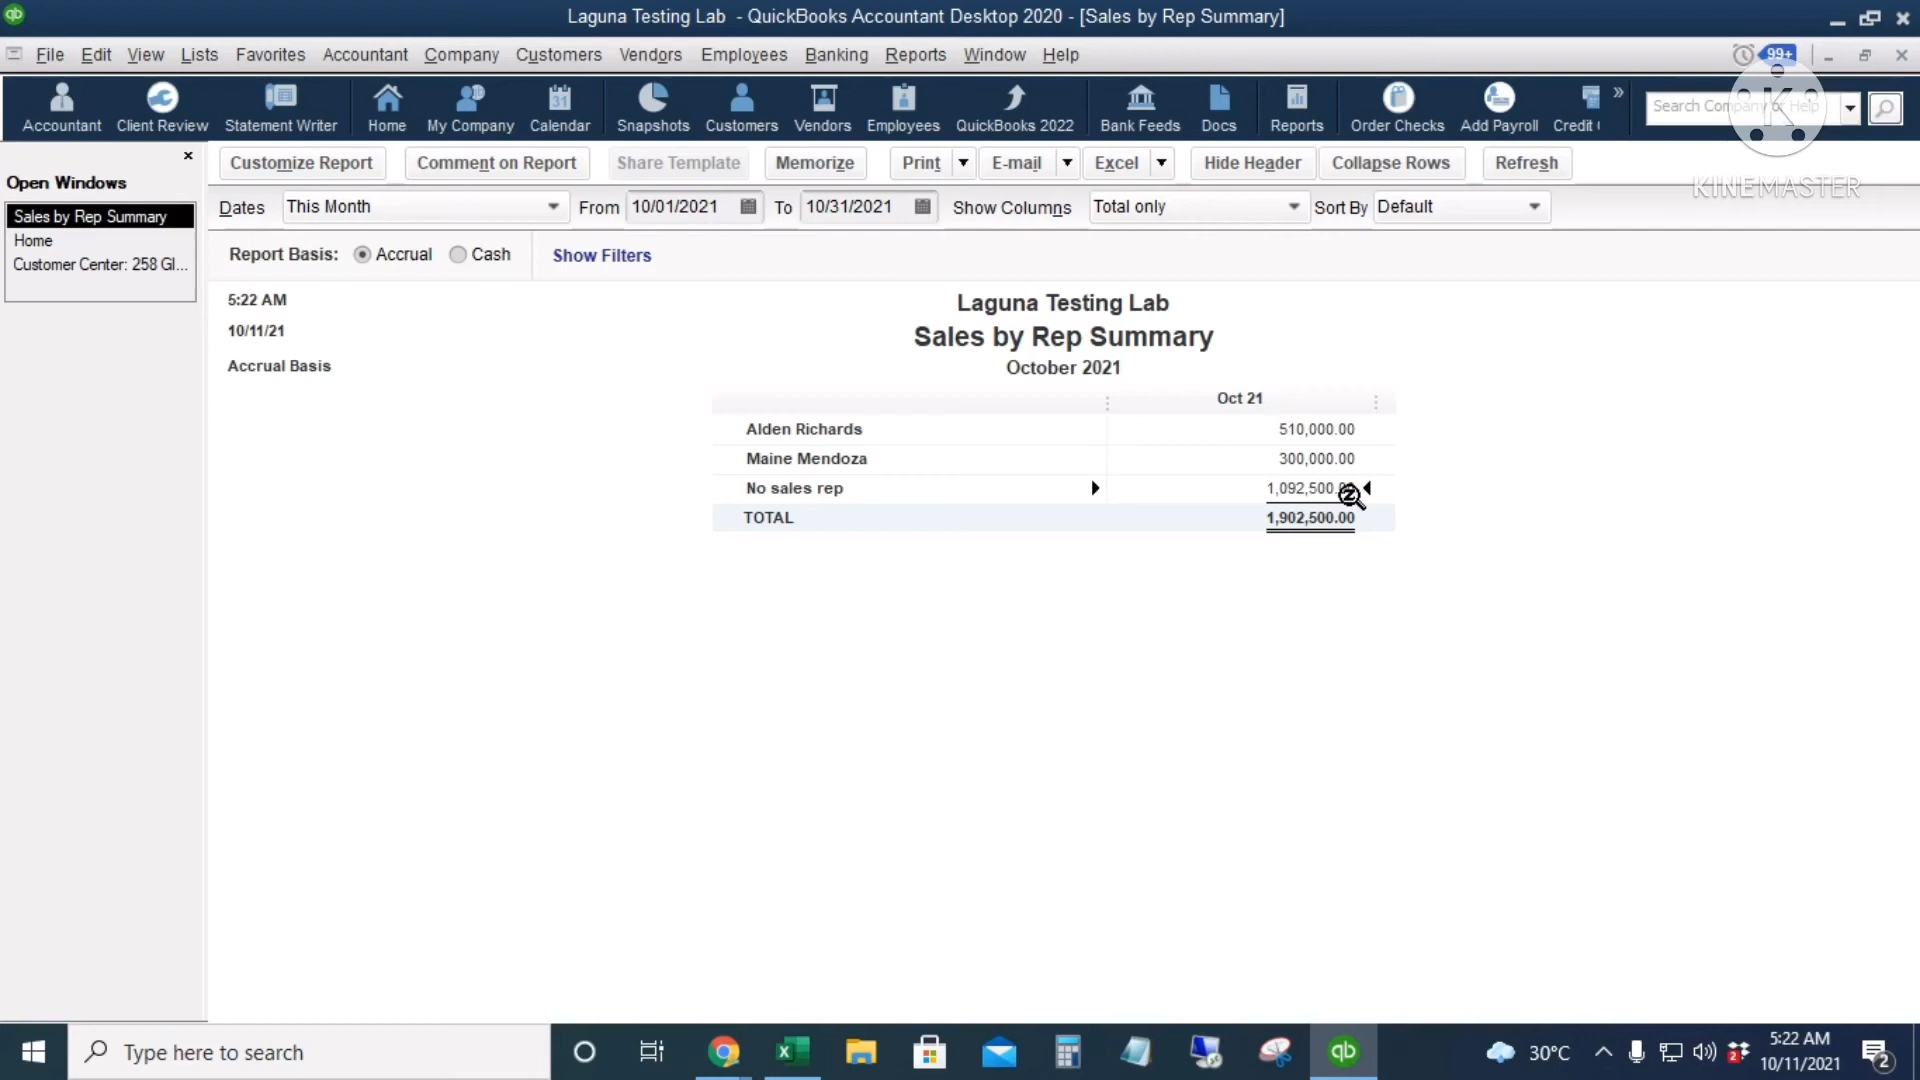 Laguna Testing Lab - QuickBooks Accountant Desktop 2020 - [Sales by Rep Summary]
File Edit View Lists Favorites Accountant Company Customers Vendors Employees Banking Reports Window Help
99+
Accountant Client Review Statement Writer Home My Company Calendar Snapshots Customers Vendors Employees QuickBooks 2022 Bank Feeds Docs Reports Order Checks Add Payroll Credit
Search Company or Help
KINEMASTER
Open Windows
Sales by Rep Summary
Home
Customer Center: 258 Gl...
Customize Report Comment on Report Share Template Memorize Print E-mail Excel Hide Header Collapse Rows Refresh
Dates This Month From 10/01/2021 To 10/31/2021 Show Columns Total only Sort By Default
Report Basis: Accrual Cash Show Filters
5:22 AM
10/11/21
Accrual Basis
Laguna Testing Lab
Sales by Rep Summary
October 2021
Oct 21
Alden Richards 510,000.00
Maine Mendoza 300,000.00
No sales rep 1,092,500.00
TOTAL 1,902,500.00
Type here to search
30°C
5:22 AM
10/11/2021
2